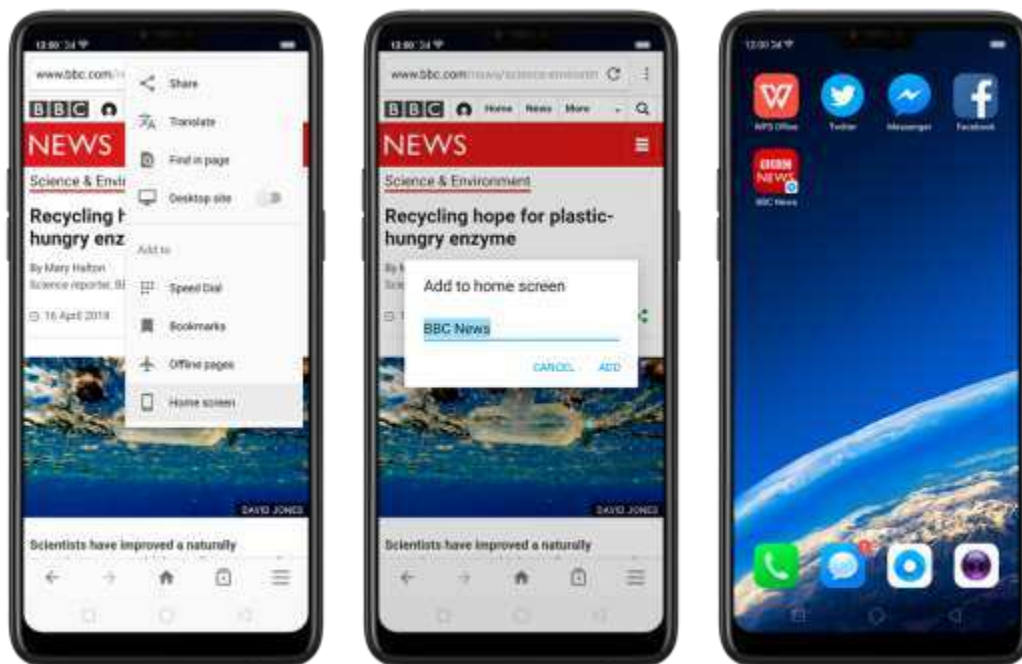 12:00
www.bbc.com
Share
BBC
Translate
NEWS
Find in page
Science & Envir
Desktop site
Recycling h
hungry enz
Add to
By Mary Halton
Science reporter, B
Speed Dial
16 April 2018
Bookmarks
Offline pages
Home screen
DAVID JONES
Scientists have improved a naturally
12:00
www.bbc.com/news/science-environm
BBC Home News More
NEWS
Science & Environment
Recycling hope for plastic-
hungry enzyme
Add to home screen
BBC News
CANCEL ADD
DAVID JONES
Scientists have improved a naturally
12:00
WPS Office Twitter Messenger Facebook
BBC
NEWS
BBC News